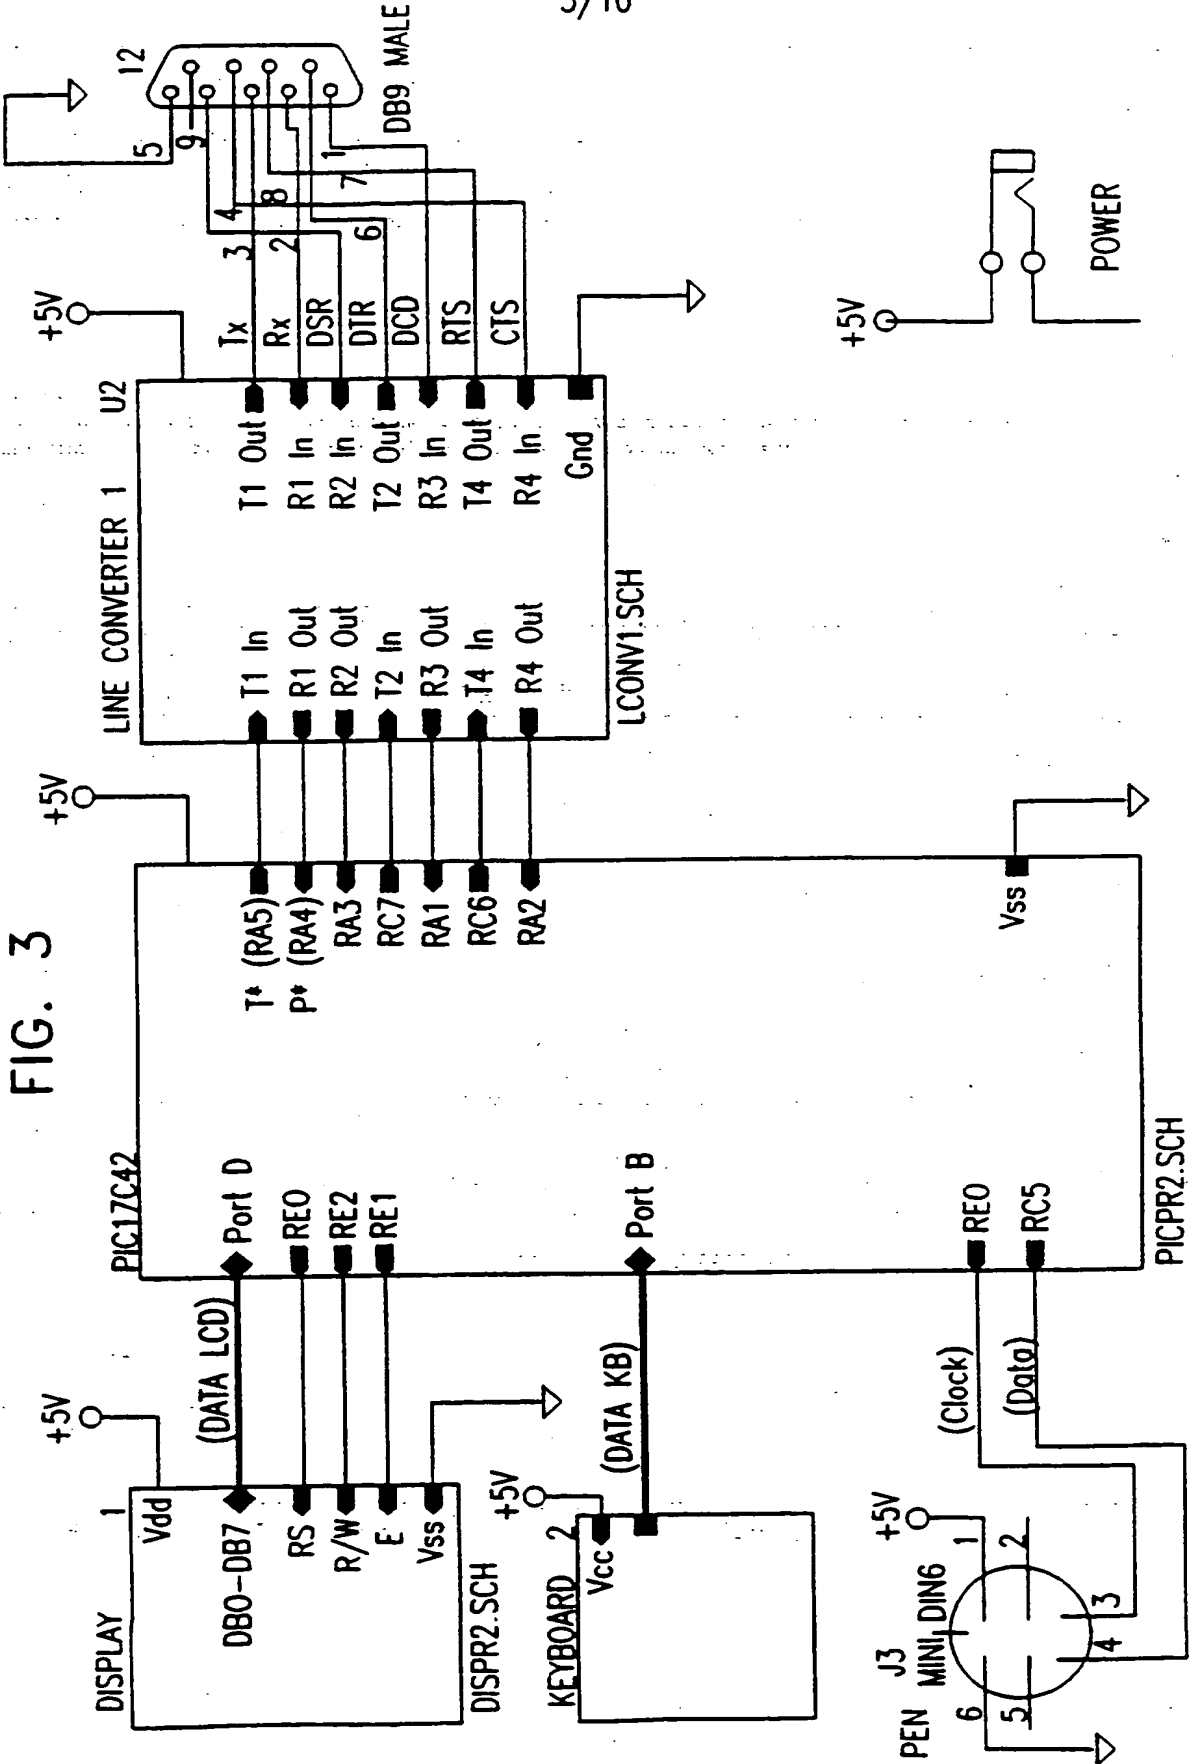 3/16
FIG. 3
DISPLAY
1
+5V
Vdd
DB0-DB7
(DATA LCD)
RS
R/W
E
Vss
DISPR2.SCH
KEYBOARD
2
+5V
Vcc
(DATA KB)
PEN
J3
MINI DIN6
+5V
1
2
3
4
5
6
(Clock)
(Data)
PIC17C42
+5V
Port D
RE0
RE2
RE1
Port B
RE0
RC5
T* (RA5)
P* (RA4)
RA3
RC7
RA1
RC6
RA2
Vss
PICPR2.SCH
LINE CONVERTER 1
U2
+5V
T1 In
R1 Out
R2 Out
T2 In
R3 Out
T4 In
R4 Out
T1 Out
R1 In
R2 In
T2 Out
R3 In
T4 Out
R4 In
Gnd
LCONV1.SCH
Tx
Rx
DSR
DTR
DCD
RTS
CTS
3
2
4
8
6
7
1
5
9
12
DB9 MALE
+5V
POWER